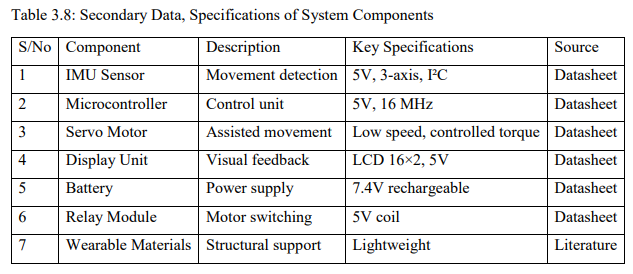 Table 3.8: Secondary Data, Specifications of System Components
S/No Component Description Key Specifications Source
1 IMU Sensor Movement detection 5V, 3-axis, I²C Datasheet
2 Microcontroller Control unit 5V, 16 MHz Datasheet
3 Servo Motor Assisted movement Low speed, controlled torque Datasheet
4 Display Unit Visual feedback LCD 16×2, 5V Datasheet
5 Battery Power supply 7.4V rechargeable Datasheet
6 Relay Module Motor switching 5V coil Datasheet
7 Wearable Materials Structural support Lightweight Literature